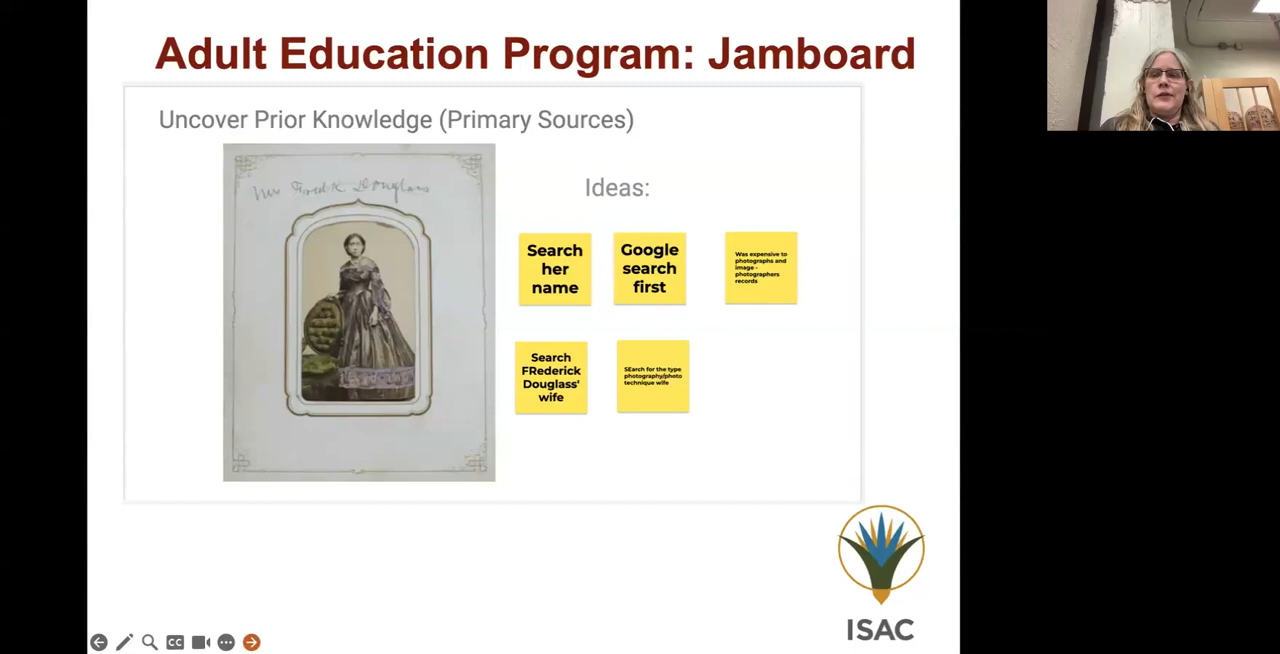 Adult Education Program: Jamboard
Uncover Prior Knowledge (Primary Sources)
Mrs Fredk Douglass
Ideas:
Search
her
name
Google
search
first
Was expensive to
photographs and
image -
photographers
records
Search
FRederick
Douglass'
wife
SEarch for the type
photography/photo
technique wife
ISAC
CC